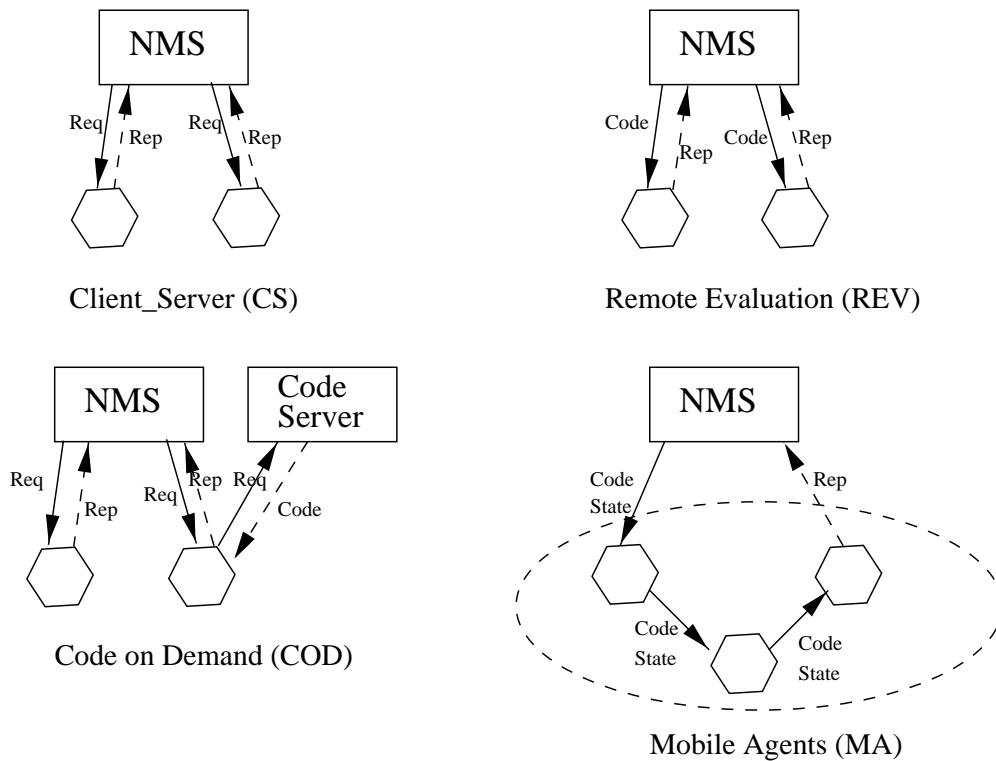 NMS
Req
Rep
Req
Rep
Client_Server (CS)
NMS
Code
Rep
Code
Rep
Remote Evaluation (REV)
NMS
Code
Server
Req
Rep
Req
Rep
Req
Code
Code on Demand (COD)
NMS
Code
State
Rep
Code
State
Code
State
Mobile Agents (MA)